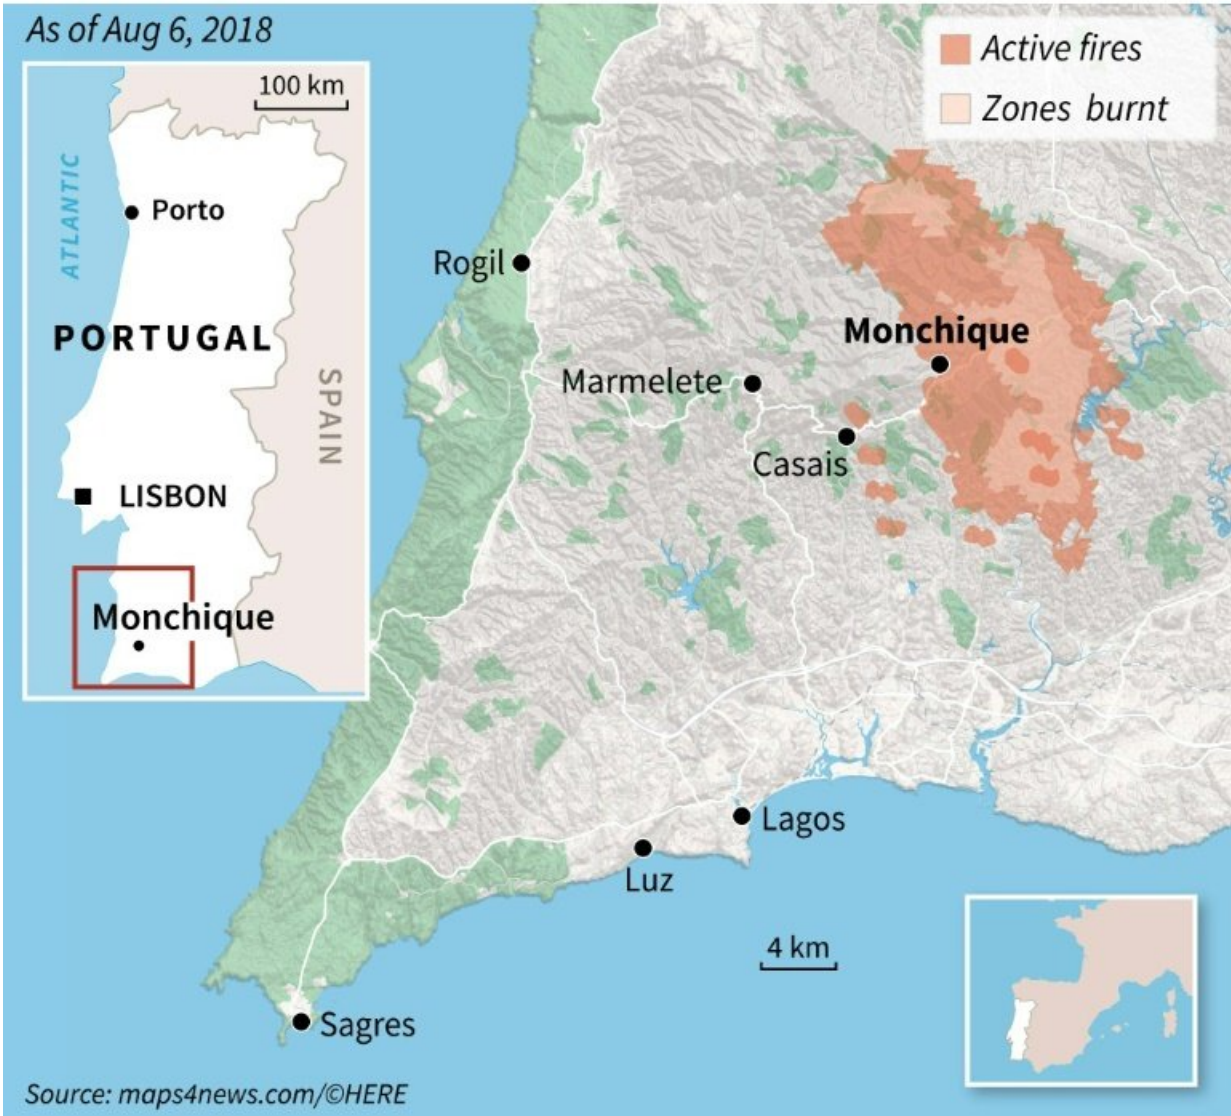 As of Aug 6, 2018
100 km
ATLANTIC
Porto
PORTUGAL
SPAIN
LISBON
Monchique
Active fires
Zones burnt
Rogil
Monchique
Marmelete
Casais
Lagos
Luz
4 km
Sagres
Source: maps4news.com/©HERE